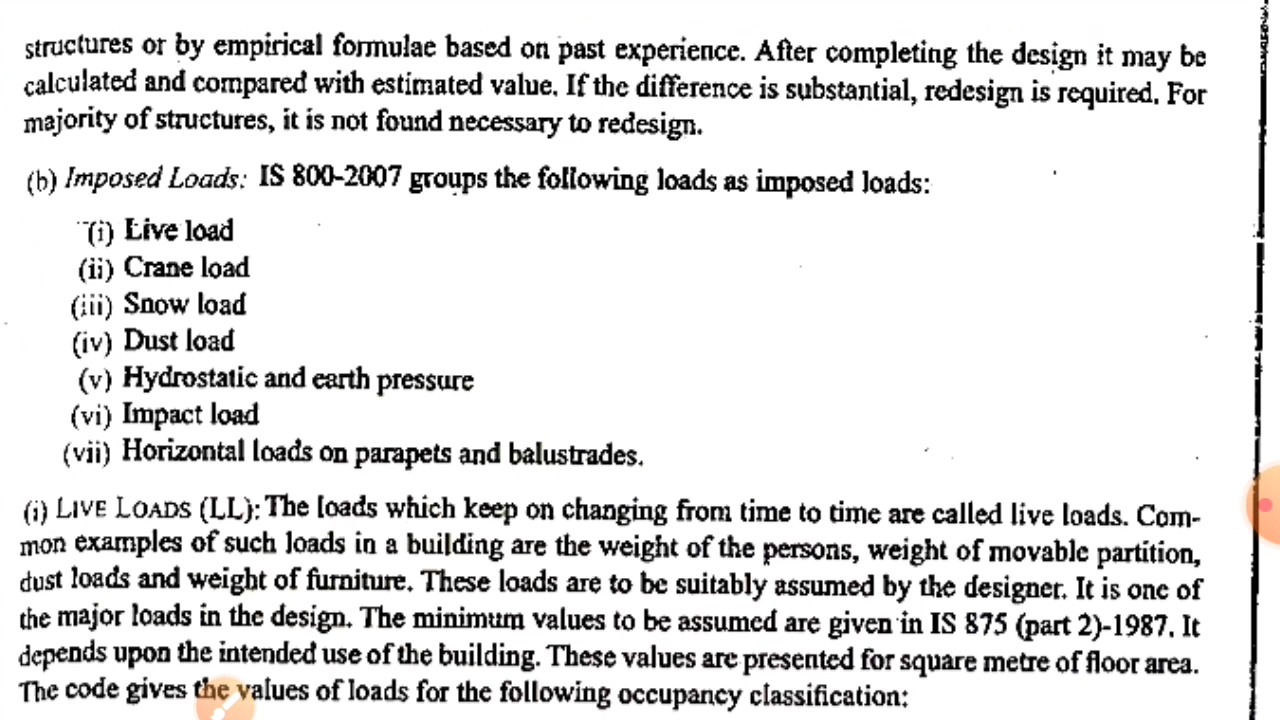 structures or by empirical formulae based on past experience. After completing the design it may be
calculated and compared with estimated value. If the difference is substantial, redesign is required. For
majority of structures, it is not found necessary to redesign.
(b) Imposed Loads: IS 800-2007 groups the following loads as imposed loads:
(i) Live load
(ii) Crane load
(iii) Snow load
(iv) Dust load
(v) Hydrostatic and earth pressure
(vi) Impact load
(vii) Horizontal loads on parapets and balustrades.
(i) LIVE LOADS (LL): The loads which keep on changing from time to time are called live loads. Com-
mon examples of such loads in a building are the weight of the persons, weight of movable partition,
dust loads and weight of furniture. These loads are to be suitably assumed by the designer. It is one of
the major loads in the design. The minimum values to be assumed are given in IS 875 (part 2)-1987. It
depends upon the intended use of the building. These values are presented for square metre of floor area.
The code gives the values of loads for the following occupancy classification: